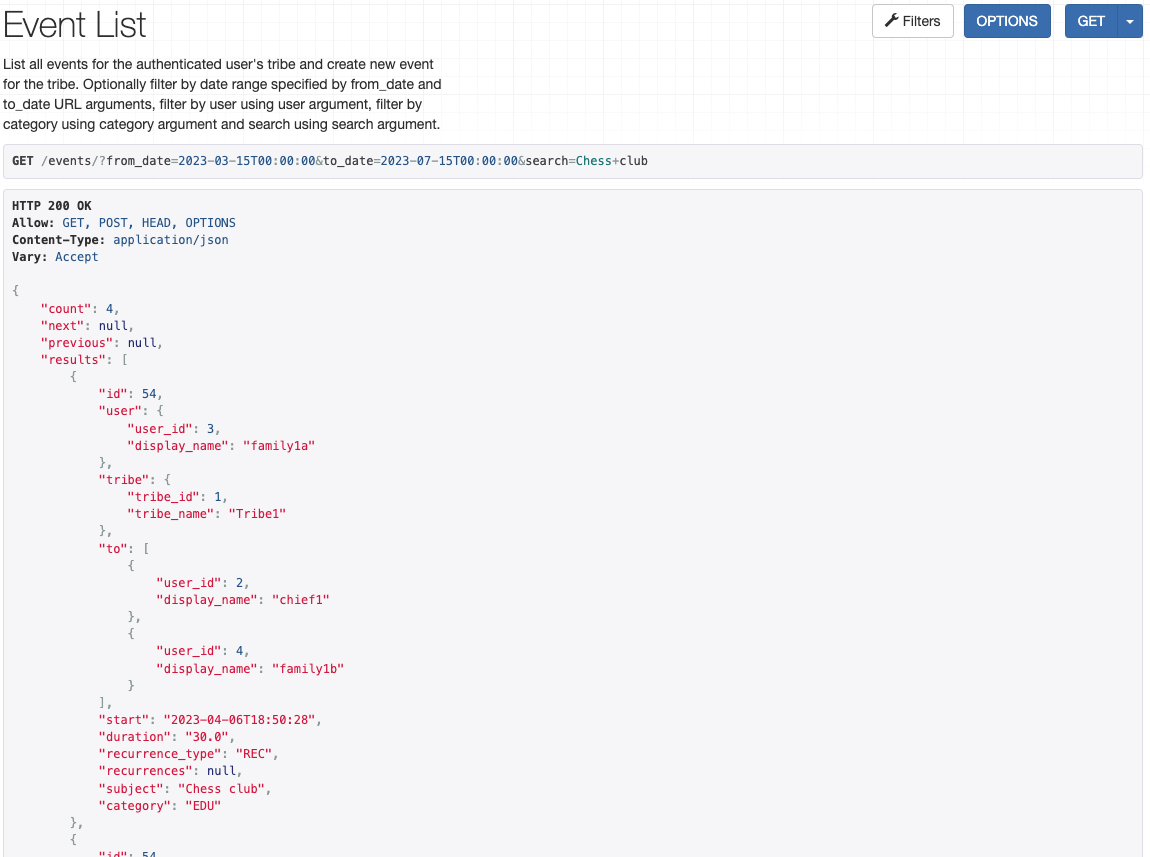 Event List
Filters
OPTIONS
GET
List all events for the authenticated user's tribe and create new event
for the tribe. Optionally filter by date range specified by from_date and
to_date URL arguments, filter by user using user argument, filter by
category using category argument and search using search argument.
GET /events/?from_date=2023-03-15T00:00:00&to_date=2023-07-15T00:00:00&search=Chess+club
HTTP 200 OK
Allow: GET, POST, HEAD, OPTIONS
Content-Type: application/json
Vary: Accept
{
"count": 4,
"next": null,
"previous": null,
"results": [
{
"id": 54,
"user": {
"user_id": 3,
"display_name": "family1a"
},
"tribe": {
"tribe_id": 1,
"tribe_name": "Tribe1"
},
"to": [
{
"user_id": 2,
"display_name": "chief1"
},
{
"user_id": 4,
"display_name": "family1b"
}
],
"start": "2023-04-06T18:50:28",
"duration": "30.0",
"recurrence_type": "REC",
"recurrences": null,
"subject": "Chess club",
"category": "EDU"
},
{
"id": 54